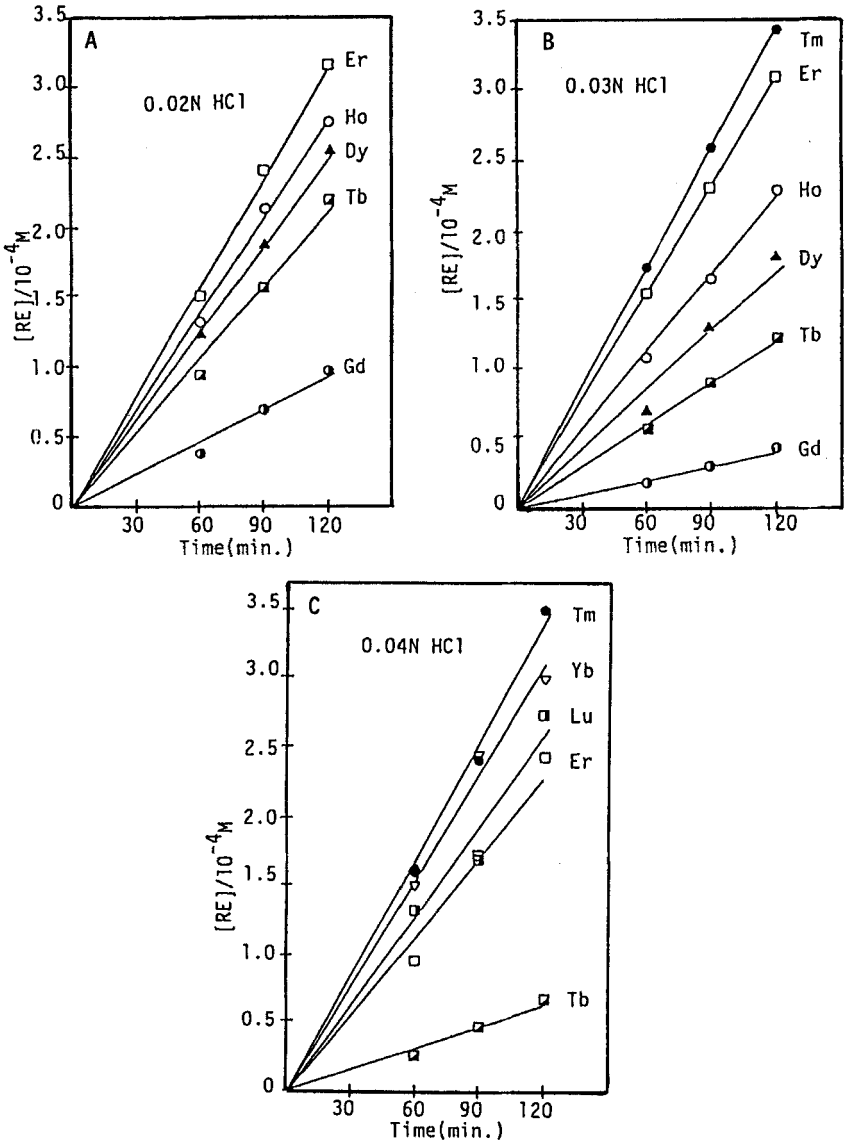 A
0.02N HCl
3.5
3.0
2.5
2.0
1.5
1.0
0.5
0
[RE]/10⁻⁴M
Er
Ho
Dy
Tb
Gd
30 60 90 120
Time(min.)
B
0.03N HCl
3.5
3.0
2.5
2.0
1.5
1.0
0.5
0
[RE]/10⁻⁴M
Tm
Er
Ho
Dy
Tb
Gd
30 60 90 120
Time(min.)
C
0.04N HCl
3.5
3.0
2.5
2.0
1.5
1.0
0.5
0
[RE]/10⁻⁴M
Tm
Yb
Lu
Er
Tb
30 60 90 120
Time(min.)